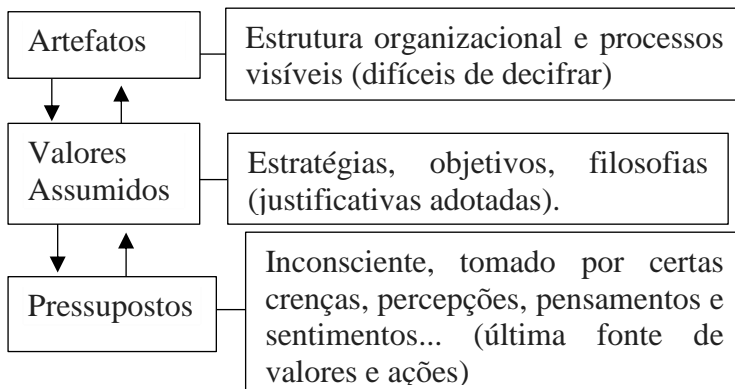 Artefatos
Estrutura organizacional e processos
visíveis (difíceis de decifrar)
Valores
Assumidos
Estratégias, objetivos, filosofias
(justificativas adotadas).
Pressupostos
Inconsciente, tomado por certas
crenças, percepções, pensamentos e
sentimentos... (última fonte de
valores e ações)